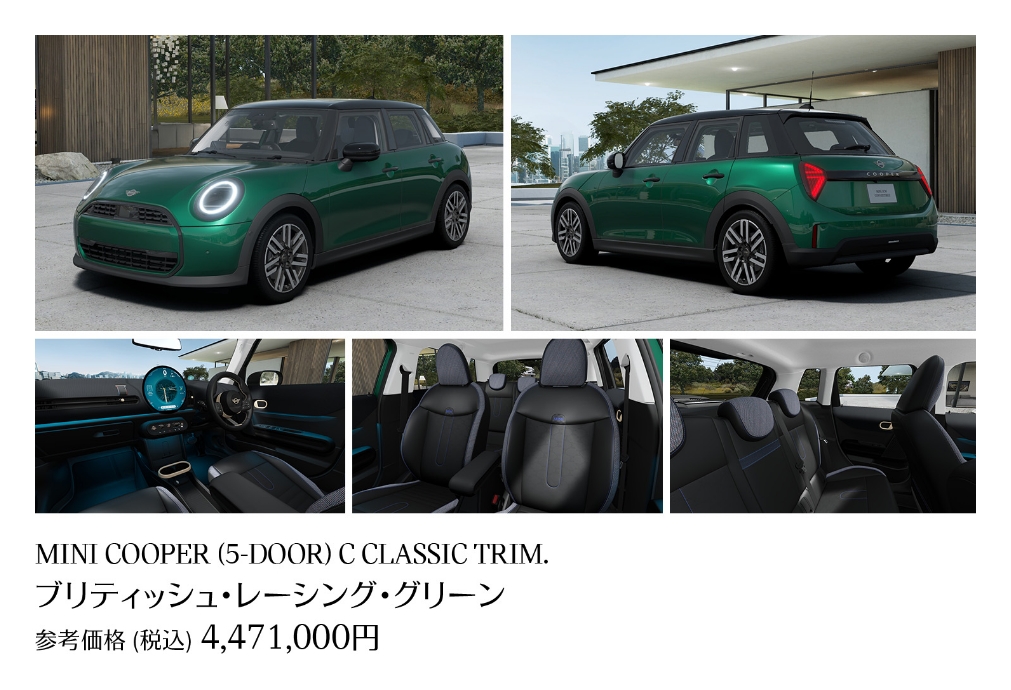 COOPER
MINI COOPER (5-DOOR) C CLASSIC TRIM.
ブリティッシュ・レーシング・グリーン
参考価格 (税込) 4,471,000円